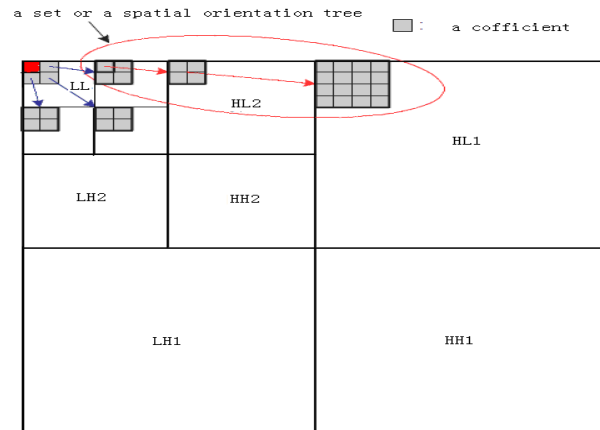 a set or a spatial orientation tree
: a cofficient
LL
HL2
HL1
LH2
HH2
LH1
HH1